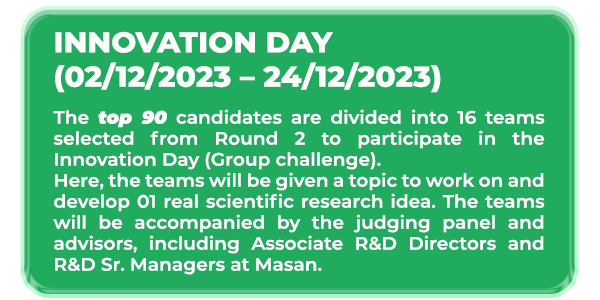 INNOVATION DAY
(02/12/2023 – 24/12/2023)
The top 90 candidates are divided into 16 teams
selected from Round 2 to participate in the
Innovation Day (Group challenge).
Here, the teams will be given a topic to work on and
develop 01 real scientific research idea. The teams
will be accompanied by the judging panel and
advisors, including Associate R&D Directors and
R&D Sr. Managers at Masan.